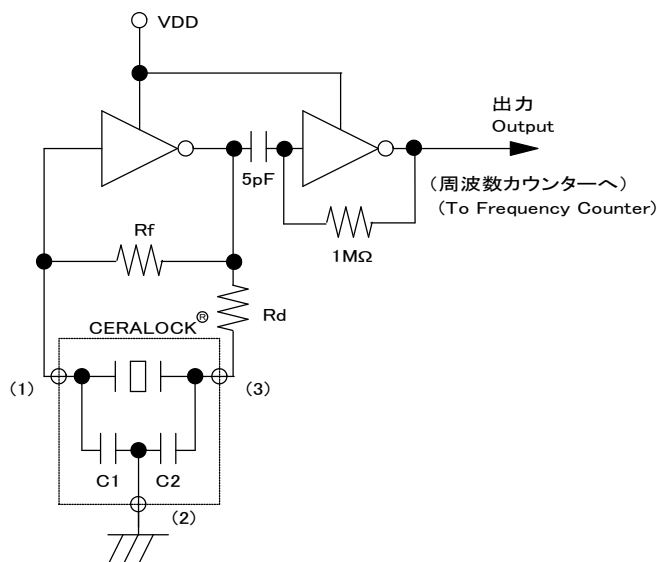 VDD
出力
Output
5pF
(周波数カウンターへ)
(To Frequency Counter)
Rf
1MΩ
Rd
CERALOCK®
(1)
(3)
C1
C2
(2)